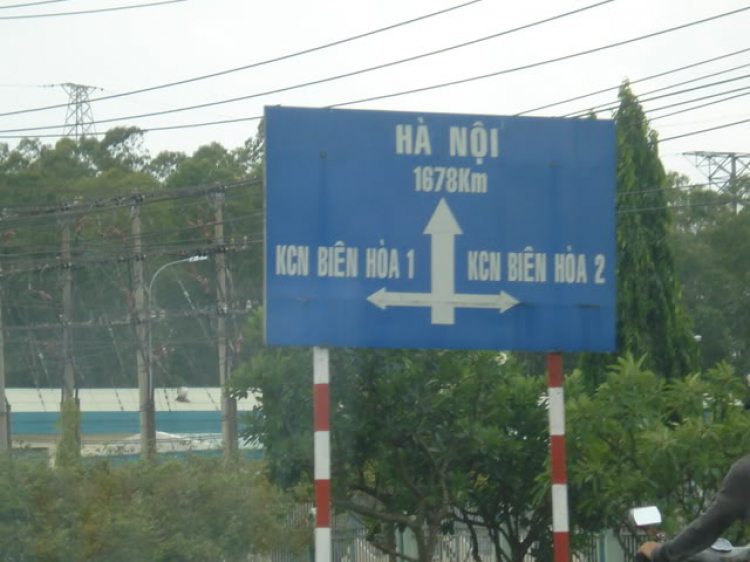 HÀ NỘI
1678Km
KCN BIÊN HÒA 1
KCN BIÊN HÒA 2